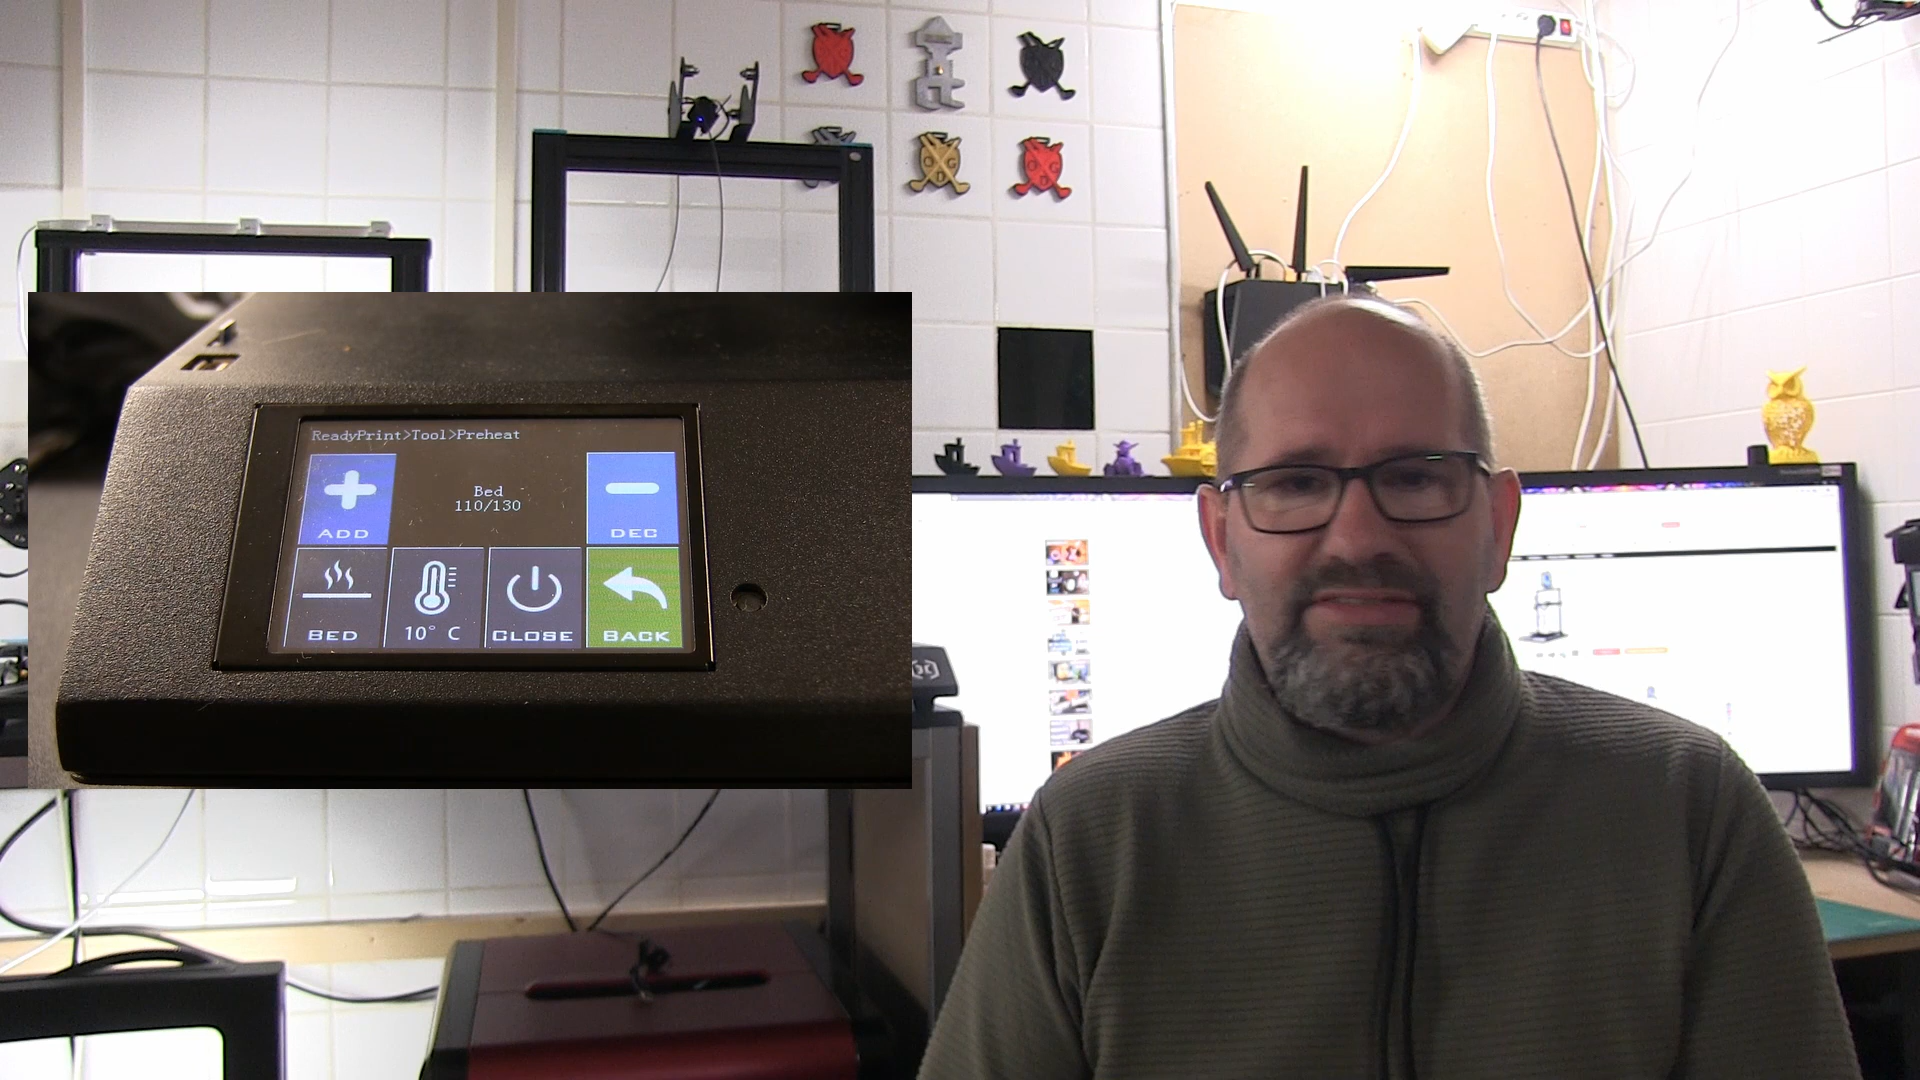 O G
D
O G
D
ReadyPrint>Tool>Preheat
Bed
110/130
ADD
DEC
BED
10° C
CLOSE
BACK